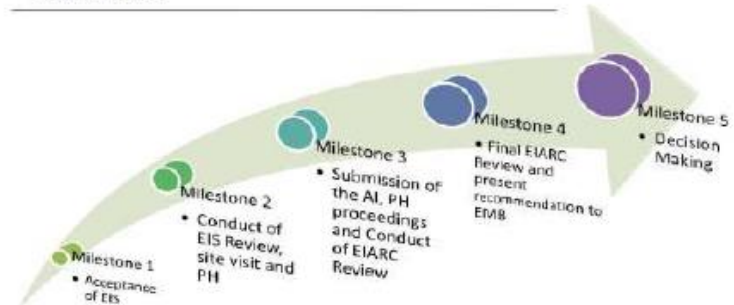 Milestone 1
• Acceptance
of EIS
Milestone 2
• Conduct of
EIS Review,
site visit and
PH
Milestone 3
• Submission of
the AI, PH
proceedings
and Conduct
of EIARC
Review
Milestone 4
• Final EIARC
Review and
present
recommendation to
EMB
Milestone 5
• Decision
Making